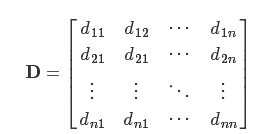 D = [ d₁₁ d₁₂ ⋯ d₁ₙ
d₂₁ d₂₁ ⋯ d₂ₙ
⋮ ⋮ ⋱ ⋮
dₙ₁ dₙ₁ ⋯ dₙₙ ]